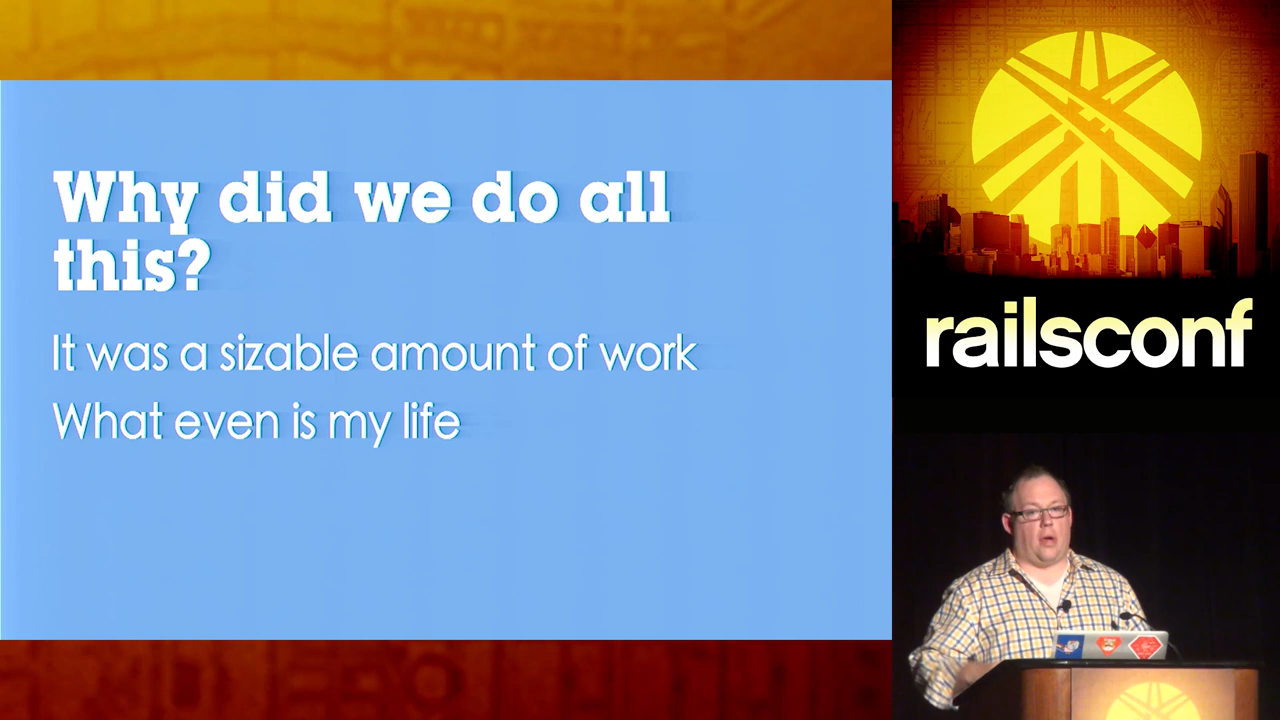 Why did we do all
this?
It was a sizable amount of work
What even is my life
railsconf